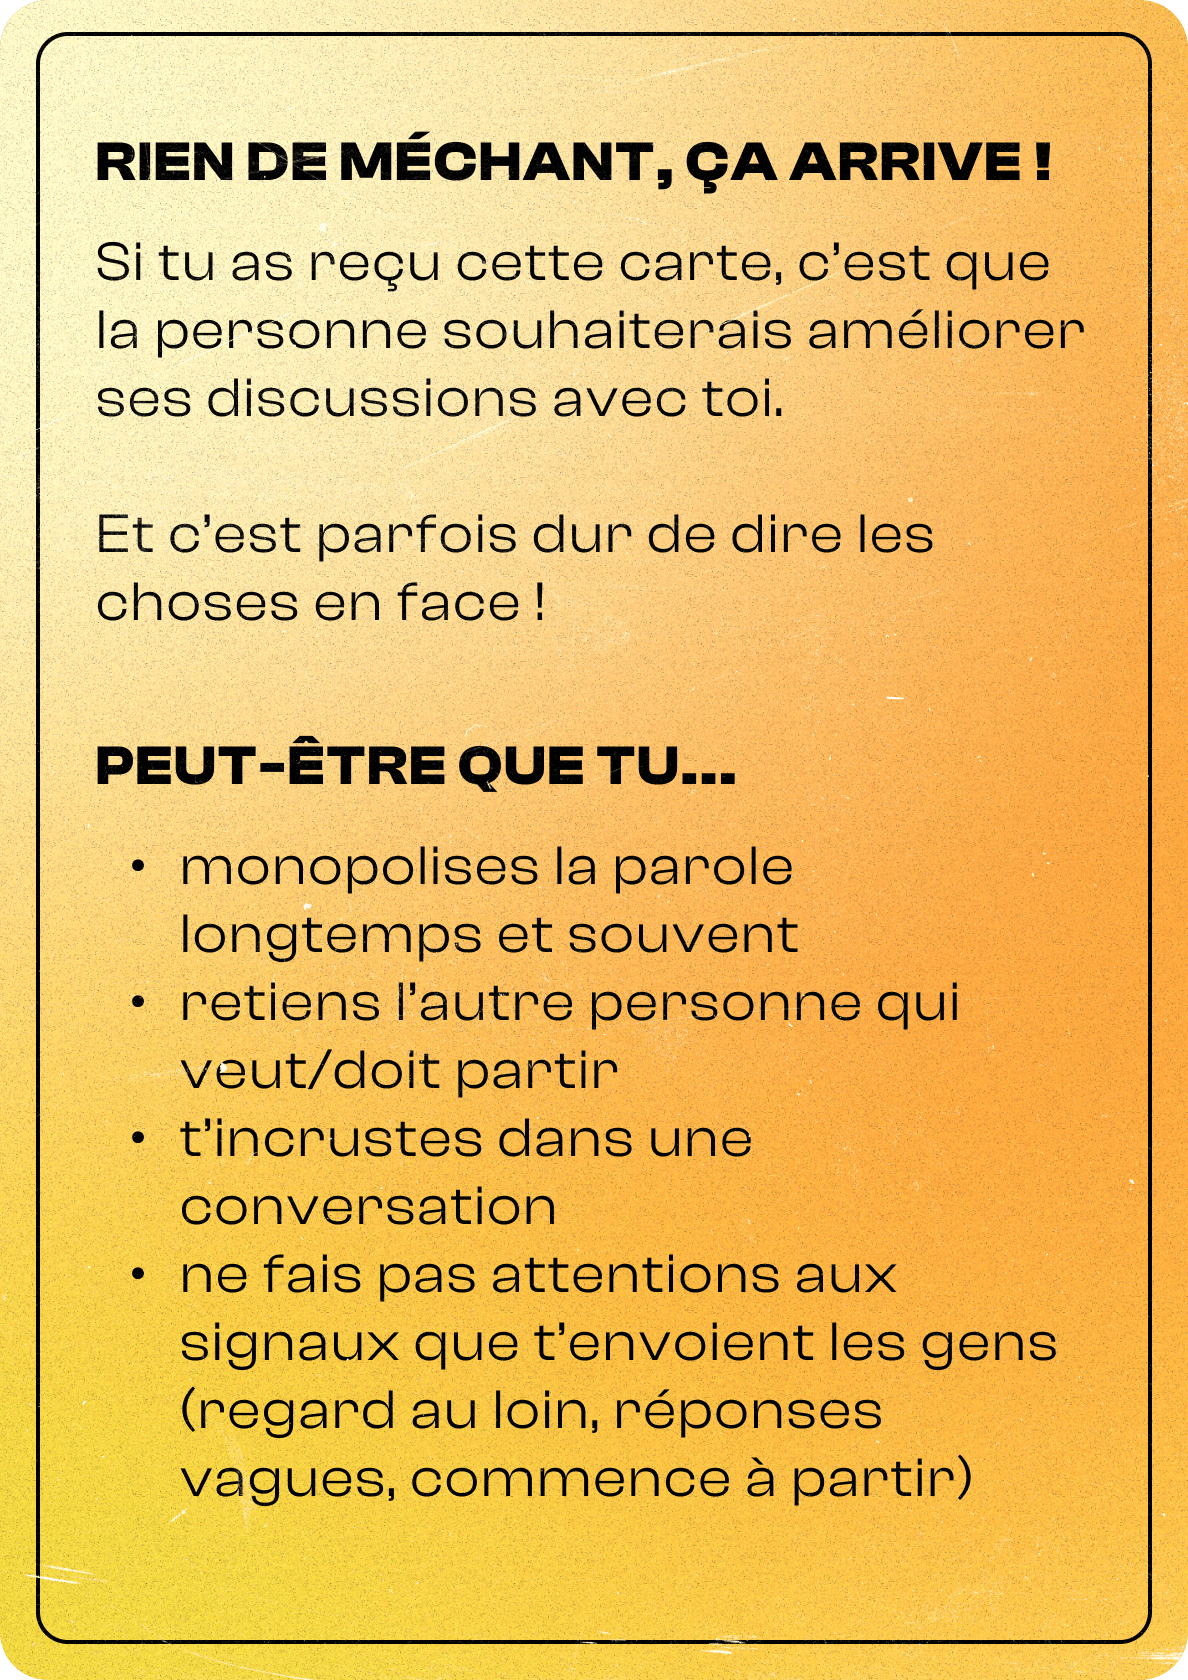 RIEN DE MÉCHANT, ÇA ARRIVE !
Si tu as reçu cette carte, c’est que
la personne souhaiterais améliorer
ses discussions avec toi.
Et c’est parfois dur de dire les
choses en face !
PEUT-ÊTRE QUE TU...
• monopolises la parole
longtemps et souvent
• retiens l’autre personne qui
veut/doit partir
• t’incrustes dans une
conversation
• ne fais pas attentions aux
signaux que t’envoient les gens
(regard au loin, réponses
vagues, commence à partir)